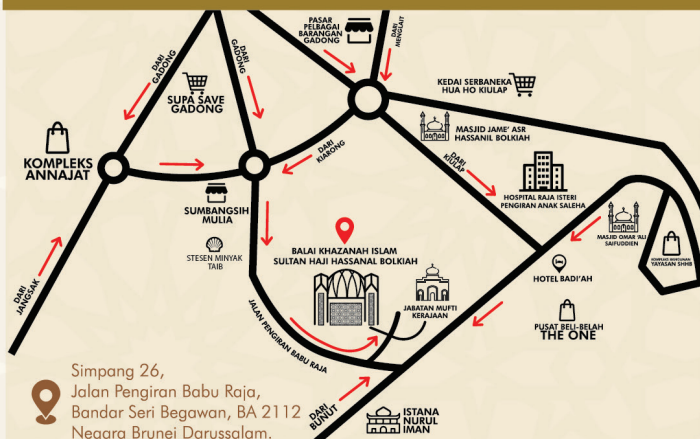 PASAR
PELBAGAI
BARANGAN
GADONG
DARI
MENGLAIT
DARI
GADONG
DARI
GADONG
SUPA SAVE
GADONG
KEDAI SERBANEKA
HUA HO KIULAP
MASJID JAME' ASR
HASSANIL BOLKIAH
KOMPLEKS
ANNAJAT
DARI
KIARONG
DARI
KIULAP
HOSPITAL RAJA ISTERI
PENGIRAN ANAK SALEHA
SUMBANGSIH
MULIA
STESEN MINYAK
TAIB
BALAI KHAZANAH ISLAM
SULTAN HAJI HASSANAL BOLKIAH
MASJID OMAR 'ALI
SAIFUDDIEN
YAYASAN SHHB
HOTEL BADI'AH
JABATAN MUFTI
KERAJAAN
DARI
JANGSAK
JALAN PENGIRAN BABU RAJA
PUSAT BELI-BELAH
THE ONE
DARI
BUNUT
ISTANA
NURUL
IMAN
Simpang 26,
Jalan Pengiran Babu Raja,
Bandar Seri Begawan, BA 2112
Negara Brunei Darussalam.